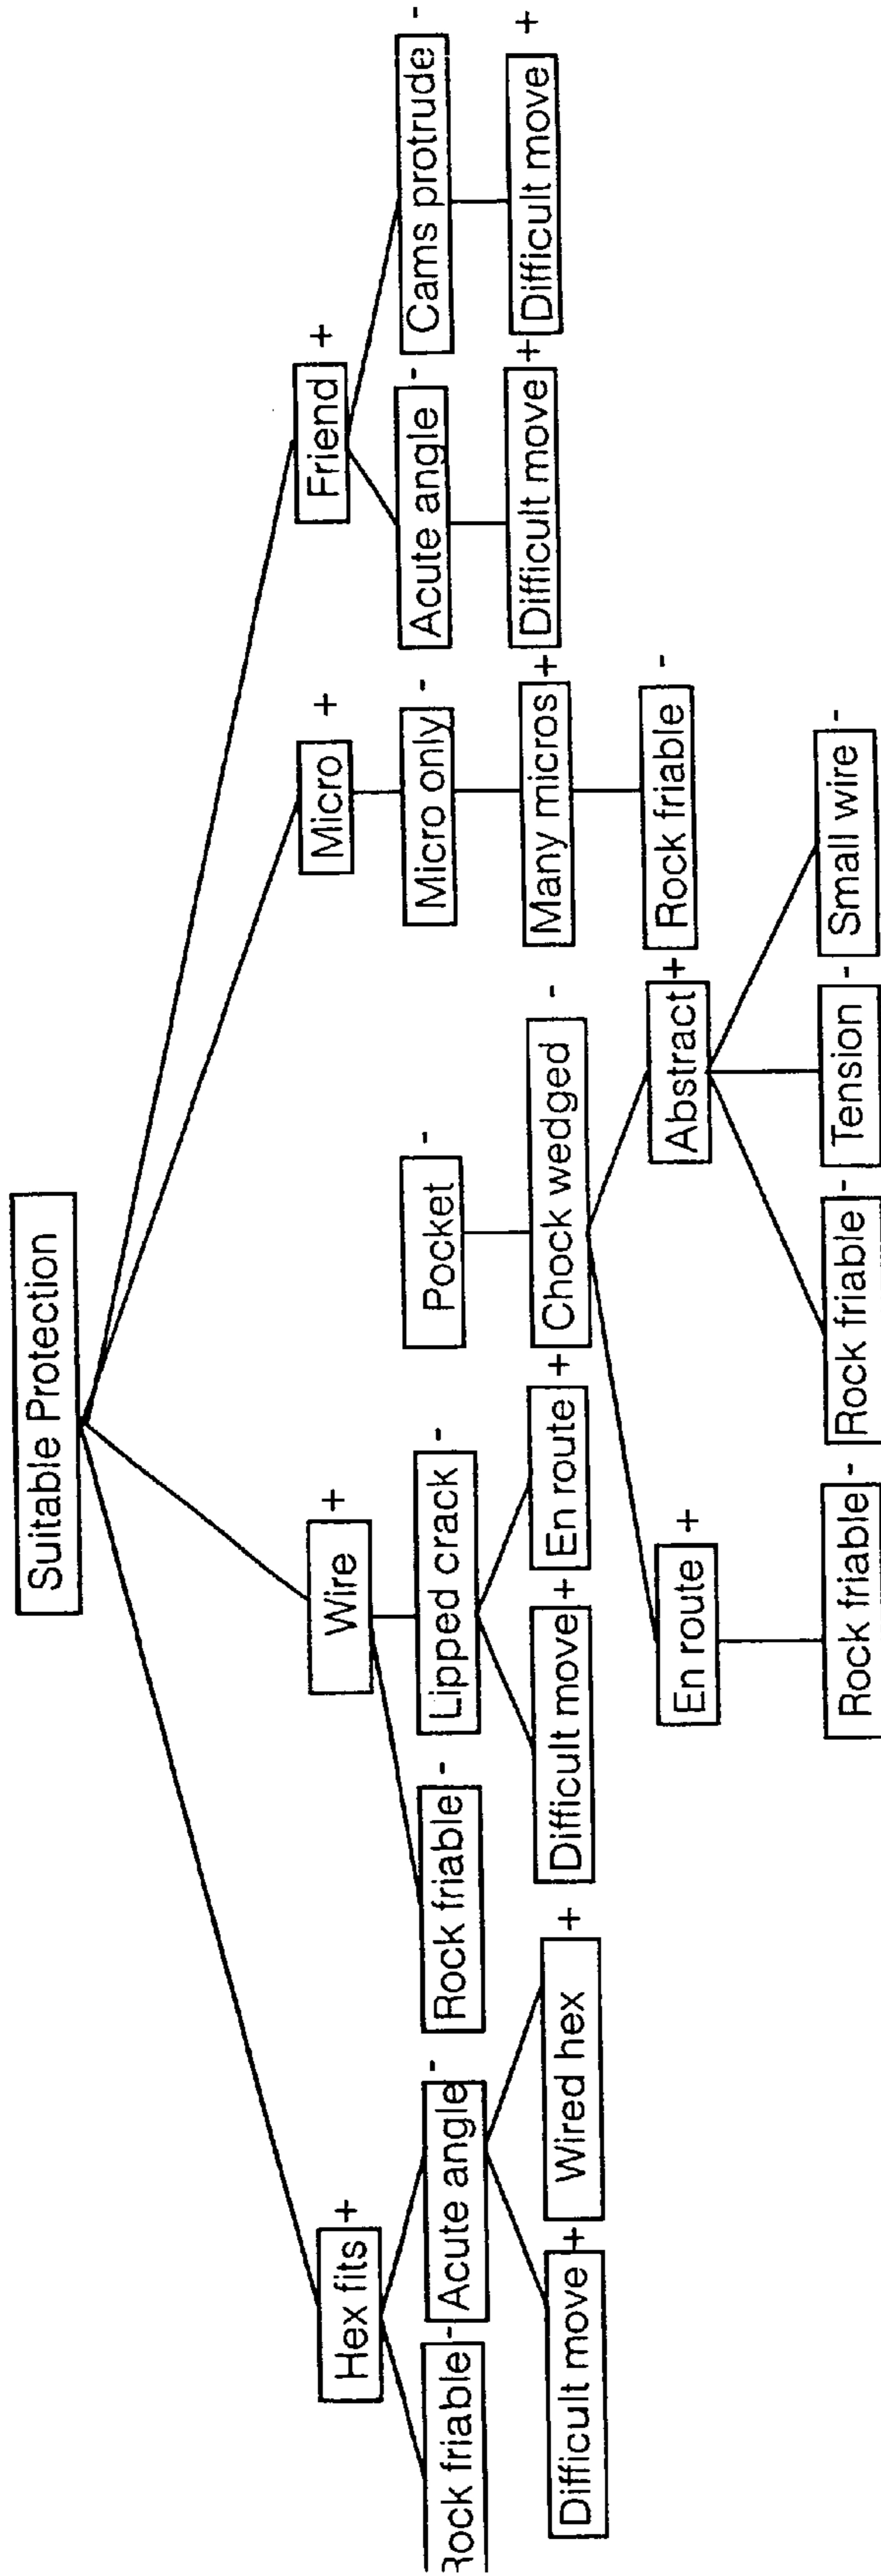 Suitable Protection
Hex fits +
Wire +
Micro +
Friend +
Rock friable -
Acute angle -
Rock friable -
Lipped crack -
Pocket -
Micro only -
Acute angle -
Cams protrude -
Difficult move +
Wired hex +
Difficult move +
En route +
Chock wedged -
Many micros +
Difficult move +
Difficult move +
En route +
Abstract +
Rock friable -
Rock friable -
Rock friable -
Tension -
Small wire -